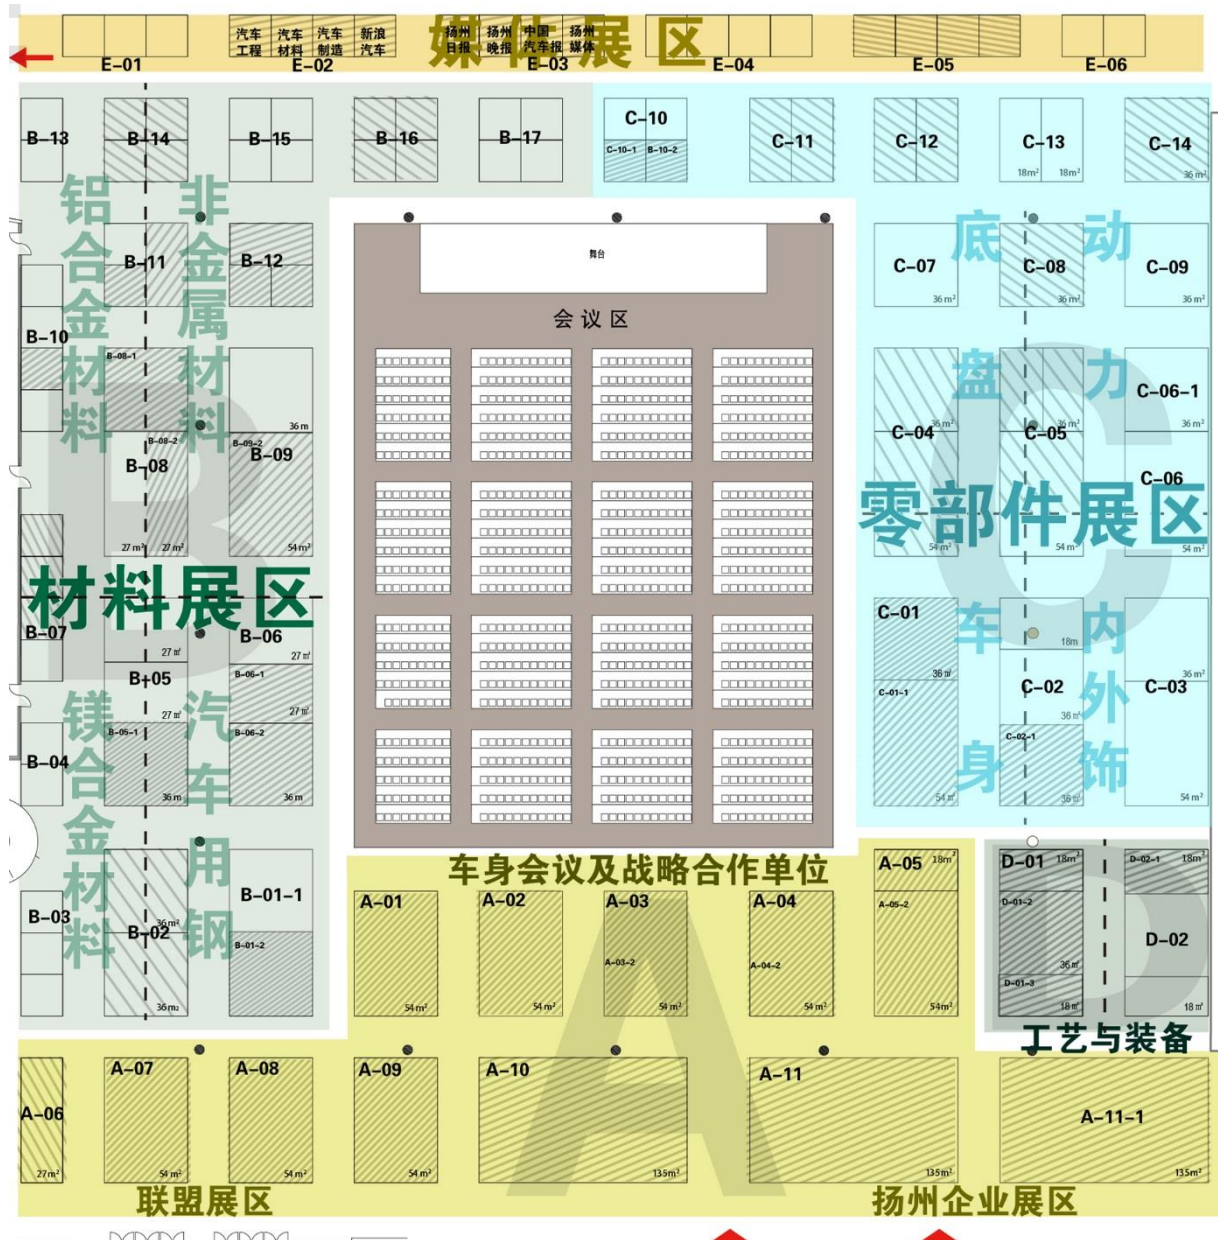 媒体展区
汽车工程 汽车材料 汽车制造 新浪汽车
扬州日报 扬州晚报 中国汽车报 扬州媒体
E-01 E-02 E-03 E-04 E-05 E-06
B-13 B-14 B-15 B-16 B-17
C-10
C-10-1 B-10-2
C-11 C-12 C-13 C-14
18m² 18m² 36m²
铝合金材料
非金属材料
B-11 B-12
B-10
B-08-1
36m
B-08-2
B-09-2
B-08 B-09
27m² 27m² 54m²
B
材料展区
B-07
B-06
27㎡ 27㎡
B-05
B-06-1
27㎡ 27㎡
B-05-1 B-06-2
B-04
36m 36m
镁合金材料
汽车用钢
B-03
B-01-1
36m²
B-02
B-01-2
36m₂
舞台
会议区
底盘
动力
C-07 C-08 C-09
36m² 36m² 36m²
C-06-1
36m² 36m² 36m²
C-04 C-05
C-06
C
零部件展区
54m² 54m² 54m²
车身
内外饰
C-01
18m
36㎡ 36m²
C-01-1 C-02 C-03
36m²
C-02-1
54㎡ 36㎡ 54m²
车身会议及战略合作单位
A-01 A-02 A-03 A-04
A-05 18m²
A-05-2
A-03-2 A-04-2
54m² 54m² 54m² 54m² 54m²
D
D-01 18m² D-02-1 18m²
D-01-2
D-02
36㎡
D-01-3
18㎡ 18㎡
工艺与装备
A
A-06 A-07 A-08 A-09 A-10 A-11 A-11-1
27m² 54m² 54m² 54m² 135m² 135m² 135m²
联盟展区
扬州企业展区